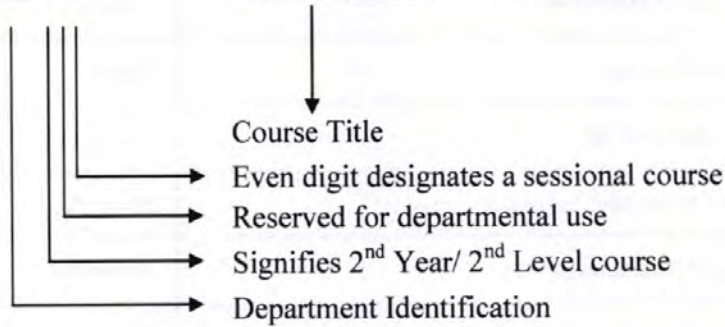 Course Title
Even digit designates a sessional course
Reserved for departmental use
Signifies 2nd Year/ 2nd Level course
Department Identification